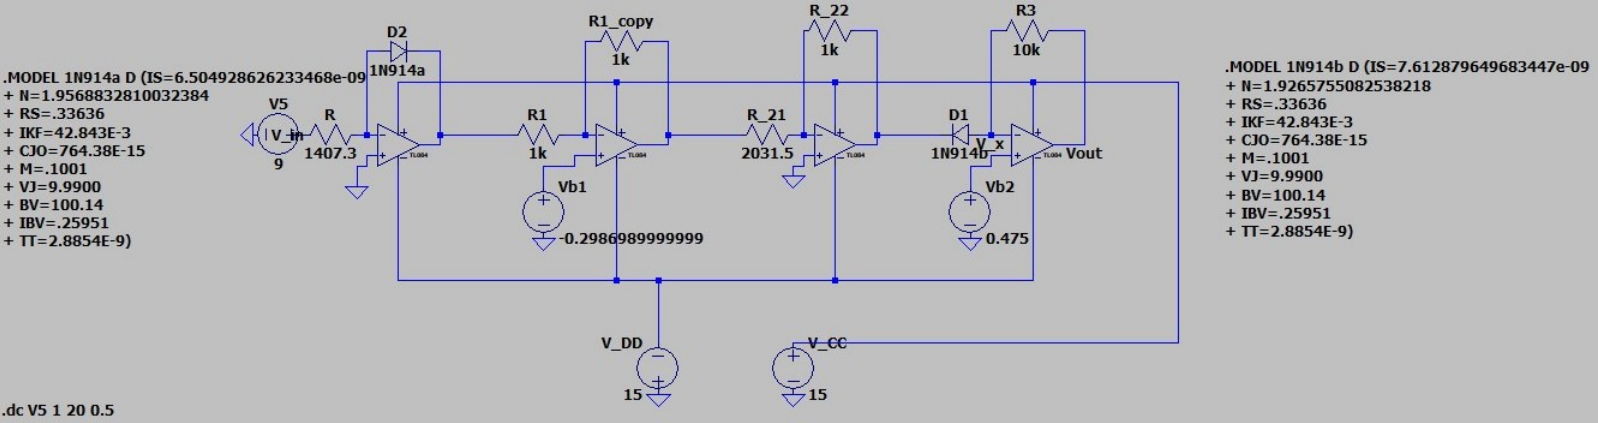 .MODEL 1N914a D (IS=6.504928626233468e-09
+ N=1.9568832810032384
+ RS=.33636
+ IKF=42.843E-3
+ CJO=764.38E-15
+ M=.1001
+ VJ=9.9900
+ BV=100.14
+ IBV=.25951
+ TT=2.8854E-9)
V5
V_in
9
R
1407.3
D2
1N914a
TL084
R1
1k
R1_copy
1k
TL084
Vb1
-0.2986989999999
R_21
2031.5
R_22
1k
TL084
D1
1N914b
V_x
R3
10k
TL084
Vout
Vb2
0.475
V_DD
15
V_CC
15
.MODEL 1N914b D (IS=7.612879649683447e-09
+ N=1.9265755082538218
+ RS=.33636
+ IKF=42.843E-3
+ CJO=764.38E-15
+ M=.1001
+ VJ=9.9900
+ BV=100.14
+ IBV=.25951
+ TT=2.8854E-9)
.dc V5 1 20 0.5